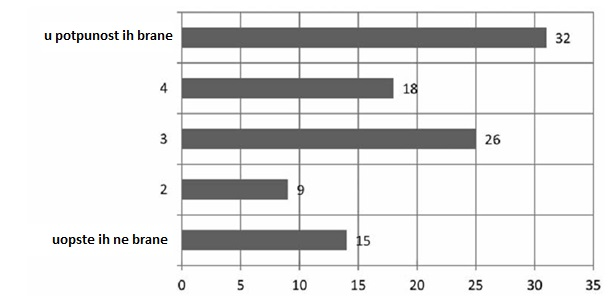 u potpunost ih brane 32
4 18
3 26
2 9
uopste ih ne brane 15
0 5 10 15 20 25 30 35